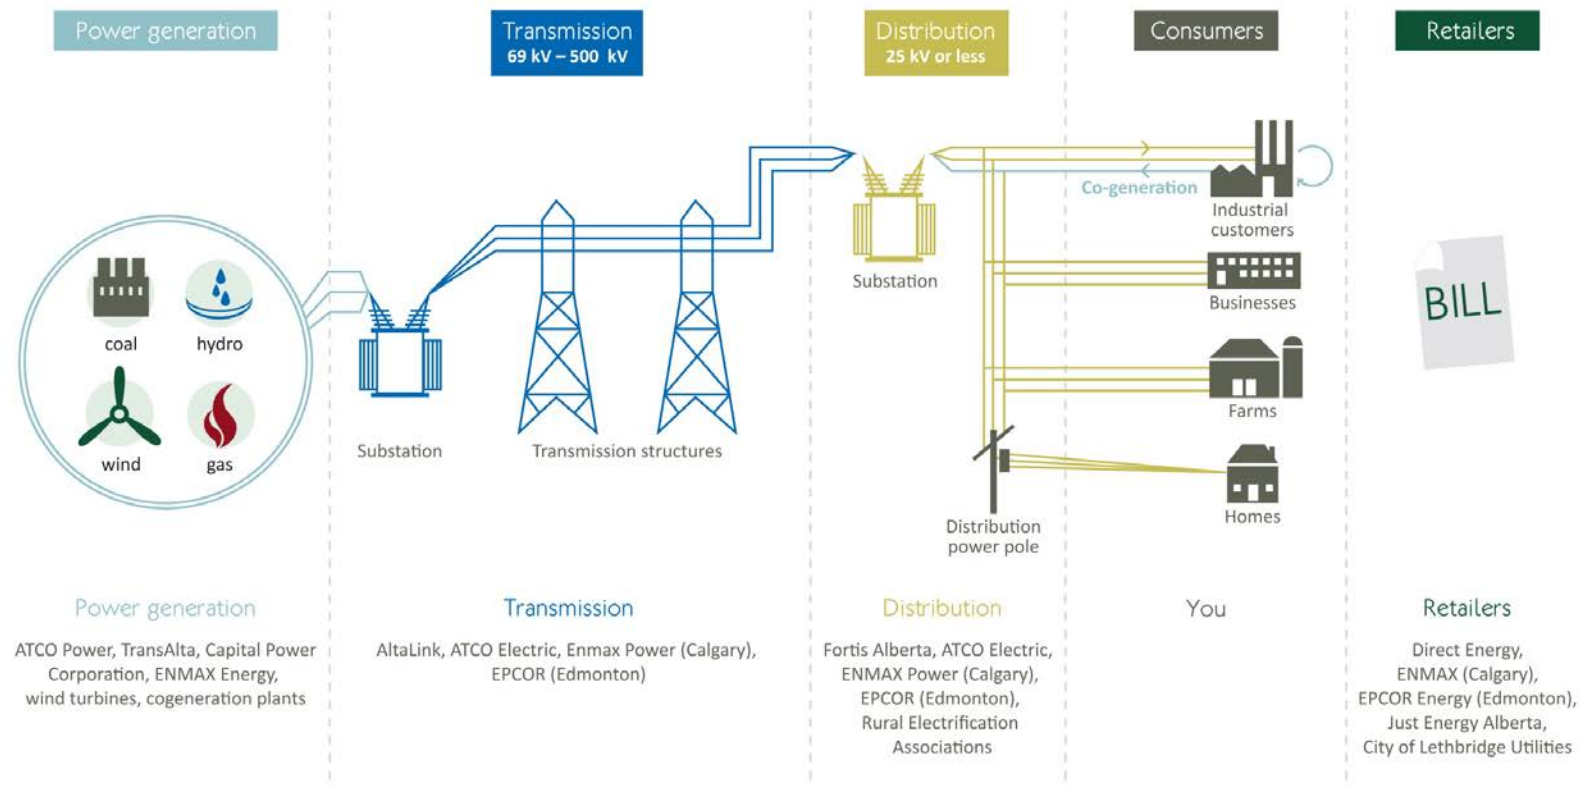 Power generation
Transmission
69 kV – 500 kV
Distribution
25 kV or less
Consumers
Retailers
coal
hydro
wind
gas
Substation
Transmission structures
Substation
Co-generation
Industrial
customers
Businesses
Farms
Homes
Distribution
power pole
BILL
Power generation
ATCO Power, TransAlta, Capital Power
Corporation, ENMAX Energy,
wind turbines, cogeneration plants
Transmission
AltaLink, ATCO Electric, Enmax Power (Calgary),
EPCOR (Edmonton)
Distribution
Fortis Alberta, ATCO Electric,
ENMAX Power (Calgary),
EPCOR (Edmonton),
Rural Electrification
Associations
You
Retailers
Direct Energy,
ENMAX (Calgary),
EPCOR Energy (Edmonton),
Just Energy Alberta,
City of Lethbridge Utilities